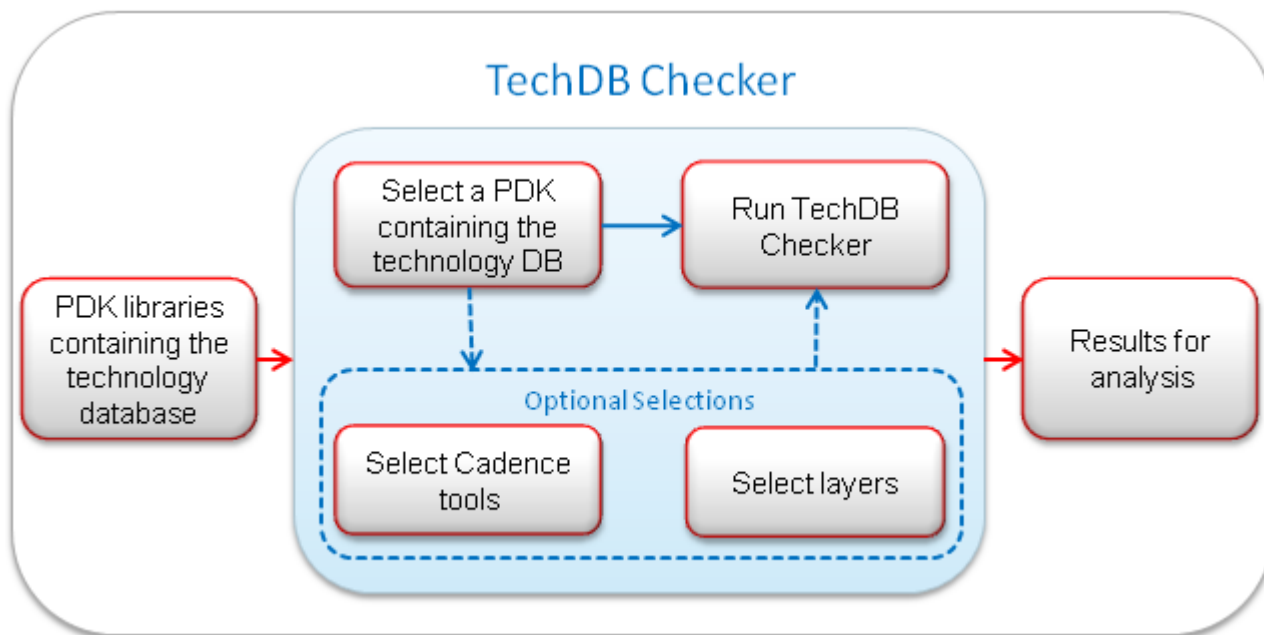 TechDB Checker
Select a PDK
containing the
technology DB
Run TechDB
Checker
PDK libraries
containing the
technology
database
Results for
analysis
Optional Selections
Select Cadence
tools
Select layers